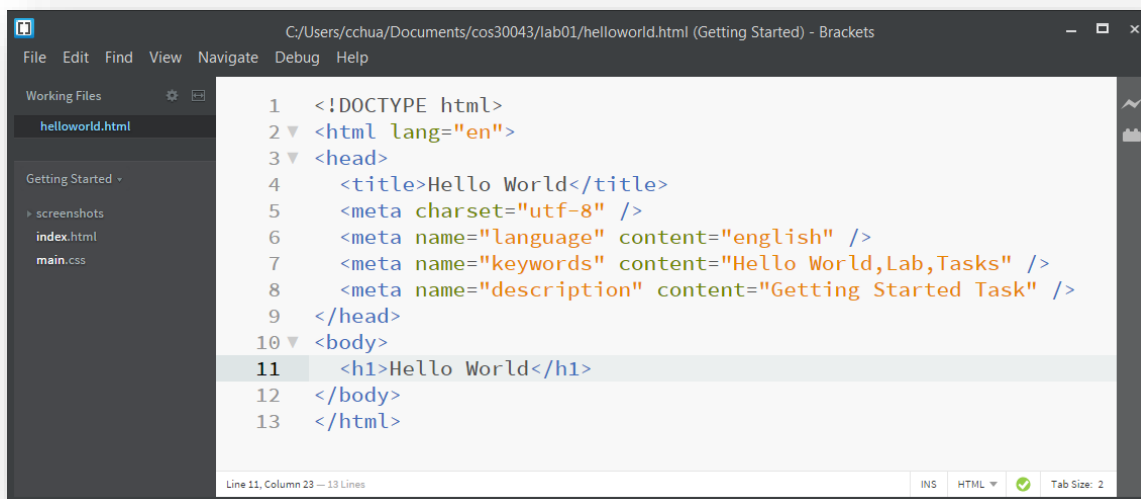 C:/Users/cchua/Documents/cos30043/lab01/helloworld.html (Getting Started) - Brackets
File Edit Find View Navigate Debug Help
Working Files
helloworld.html
Getting Started
screenshots
index.html
main.css
1 <!DOCTYPE html>
2 <html lang="en">
3 <head>
4   <title>Hello World</title>
5   <meta charset="utf-8" />
6   <meta name="language" content="english" />
7   <meta name="keywords" content="Hello World,Lab,Tasks" />
8   <meta name="description" content="Getting Started Task" />
9 </head>
10 <body>
11   <h1>Hello World</h1>
12 </body>
13 </html>
Line 11, Column 23 — 13 Lines INS HTML Tab Size: 2